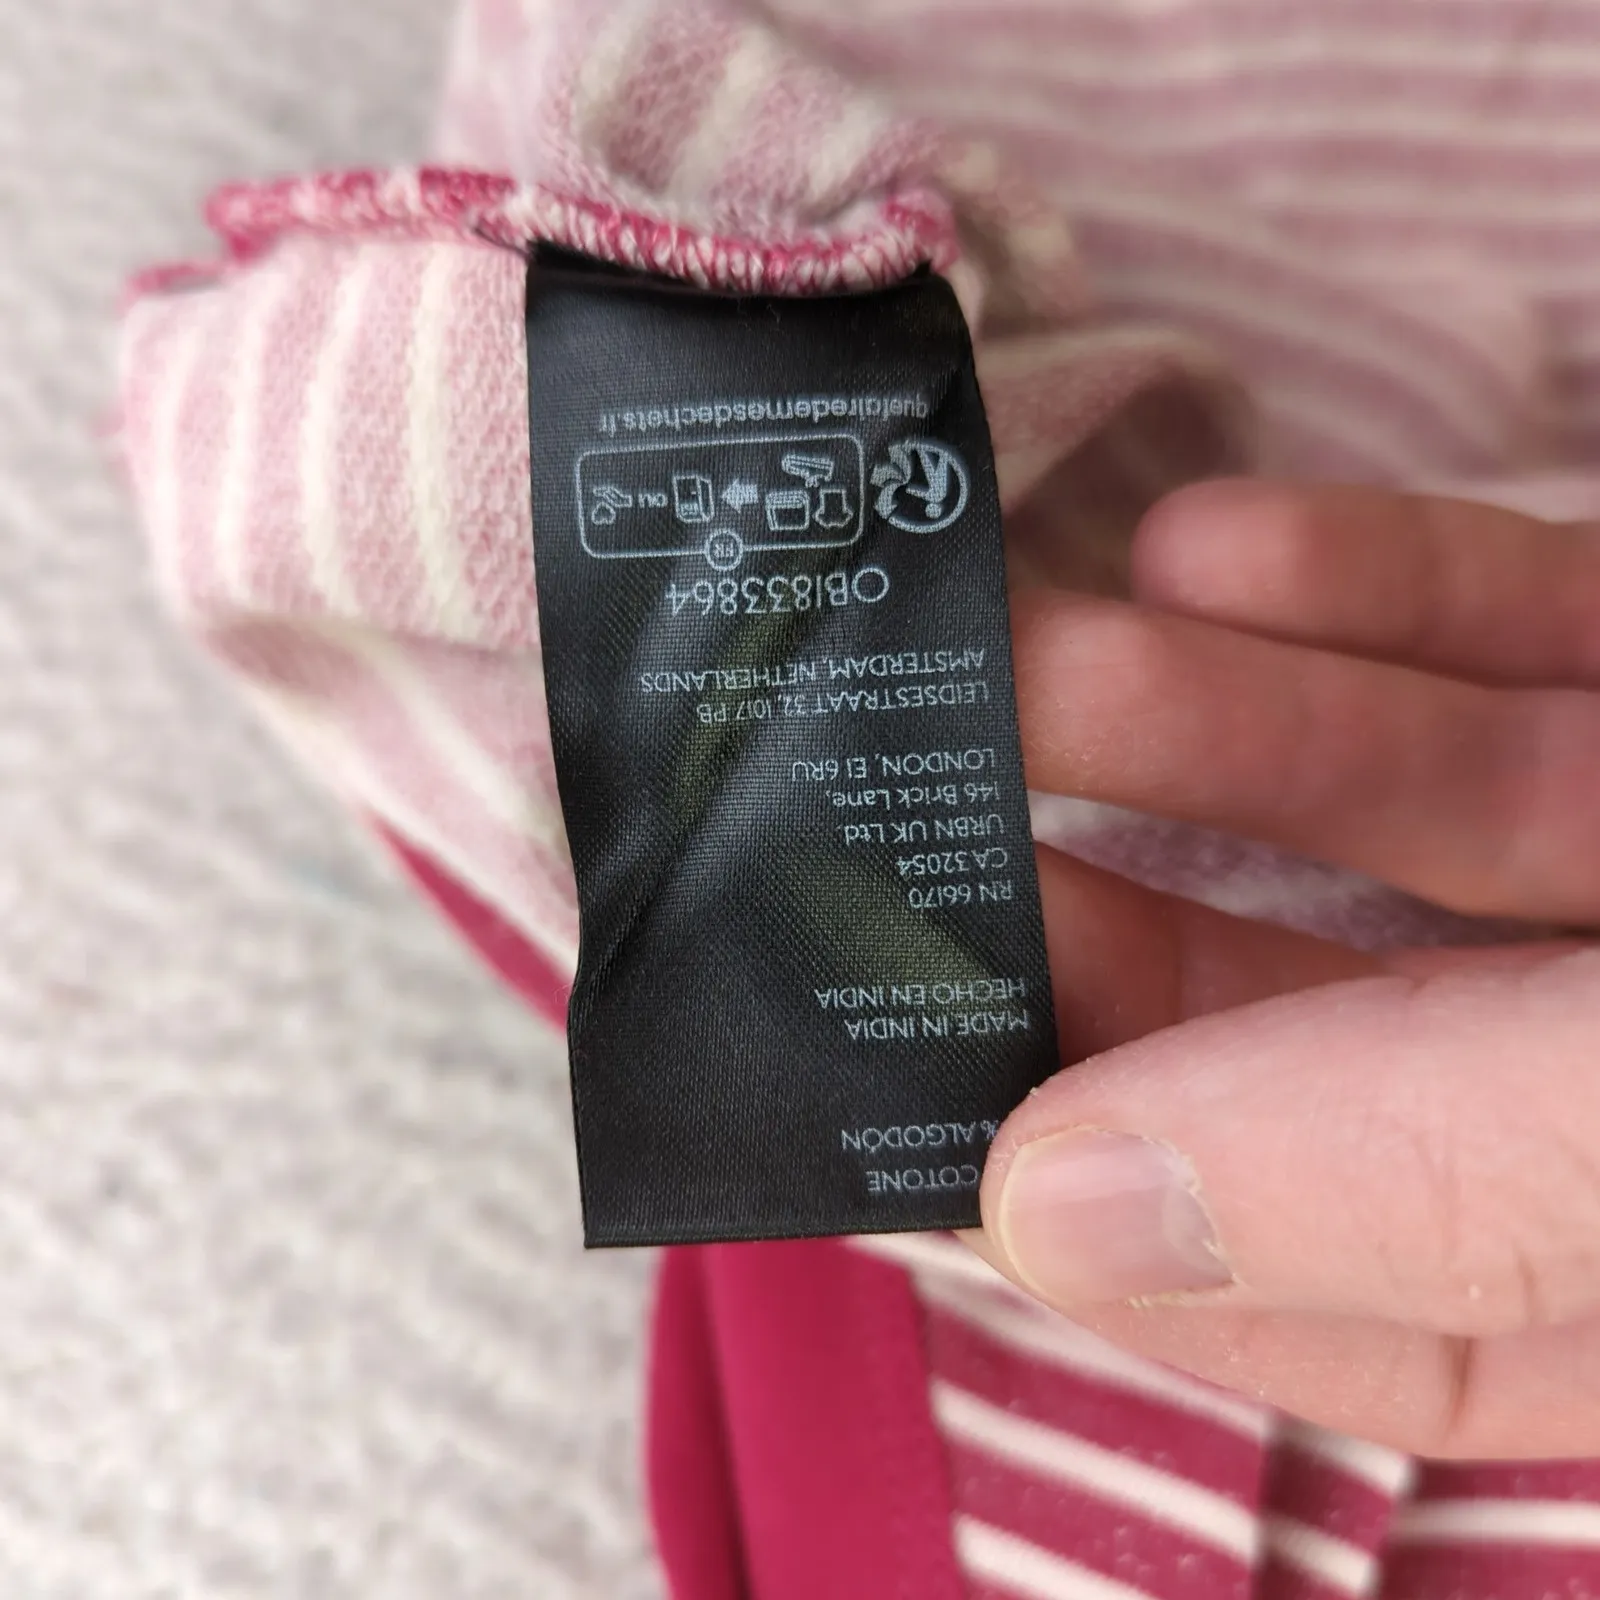 COTONE
% ALGODÓN
MADE IN INDIA
HECHO EN INDIA
RN 66170
CA 32054
URBN UK Ltd.
146 Brick Lane,
LONDON, E1 6RU
LEIDSESTRAAT 32, 1017 PB
AMSTERDAM, NETHERLANDS
OB1833864
FR
OU
quefairedemesdechets.fr